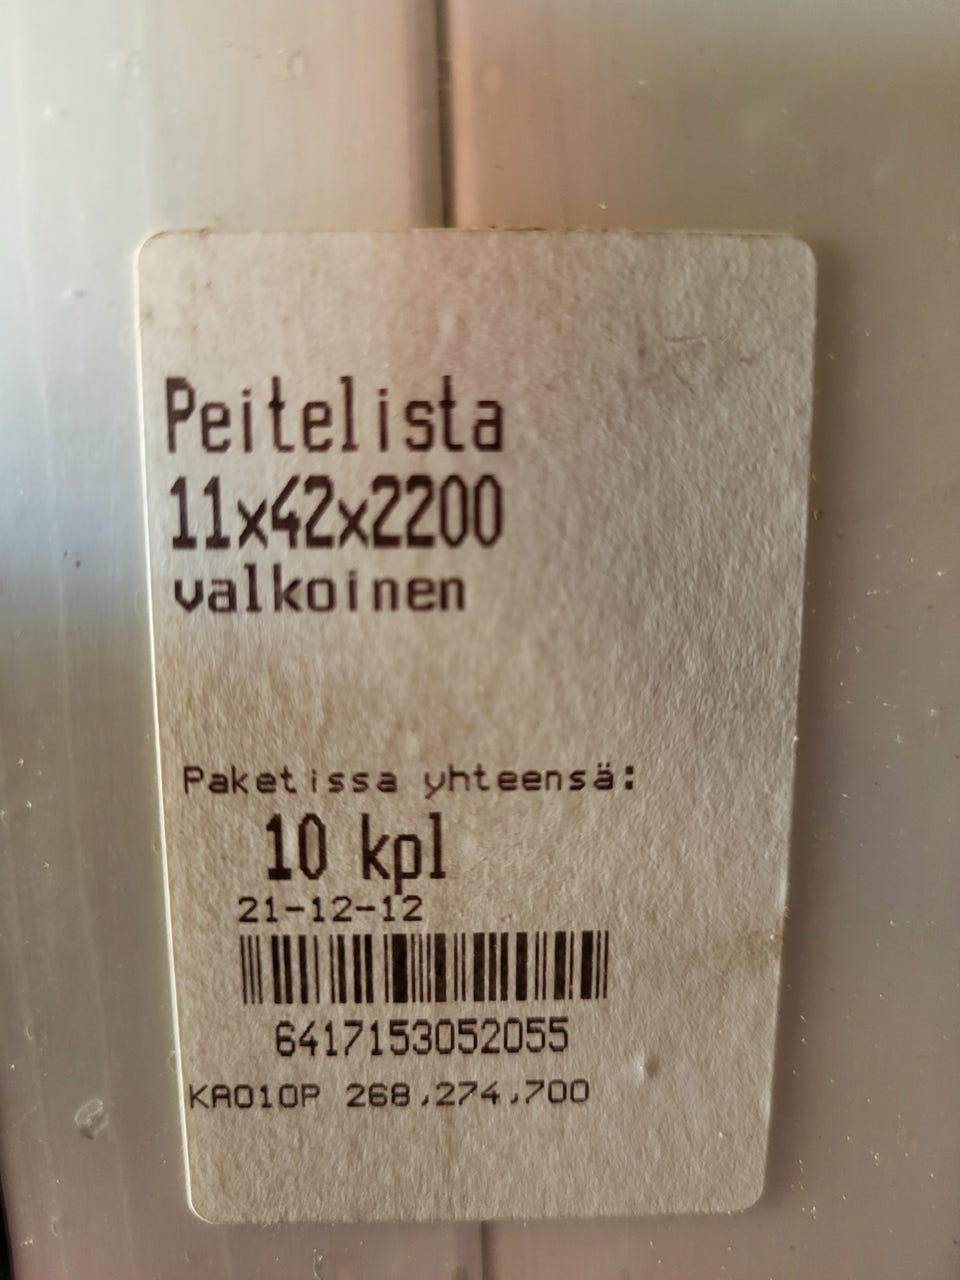 Peitelista
11x42x2200
valkoinen
Paketissa yhteensä:
10 kpl
21-12-12
6417153052055
KA010P 268,274,700